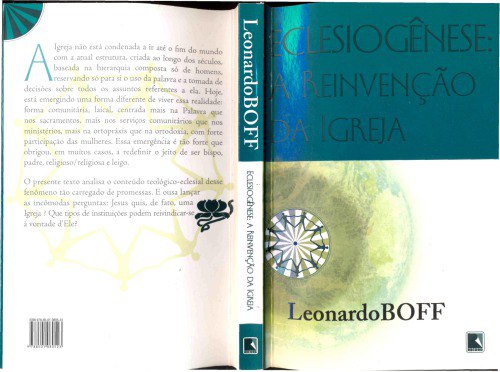 A Igreja não está condenada a ir até o fim do mundo
com a atual estrutura, criada ao longo dos séculos,
baseada na hierarquia composta só de homens,
reservando só para si o uso da palavra e a tomada de
decisões sobre todos os assuntos referentes a ela. Hoje,
está emergindo uma forma diferente de viver essa realidade:
forma comunitária, laical, centrada mais na Palavra que
nos sacramentos, mais nos serviços comunitários que nos
ministérios, mais na ortopráxis que na ortodoxia, com forte
participação das mulheres. Essa emergência é tão forte que
obrigou, em muitos casos, a redefinir o jeito de ser bispo,
padre, religioso/religiosa e leigo.
O presente texto analisa o conteúdo teológico-eclesial desse
fenômeno tão carregado de promessas. E ousa lançar
as incômodas perguntas: Jesus quis, de fato, uma
Igreja ? Que tipos de instituições podem reivindicar-se
à vontade d'Ele?
LeonardoBOFF
ECLESIOGÊNESE: A REINVENÇÃO DA IGREJA
RECORD
ECLESIOGÊNESE:
A REINVENÇÃO
DA IGREJA
LeonardoBOFF
RECORD